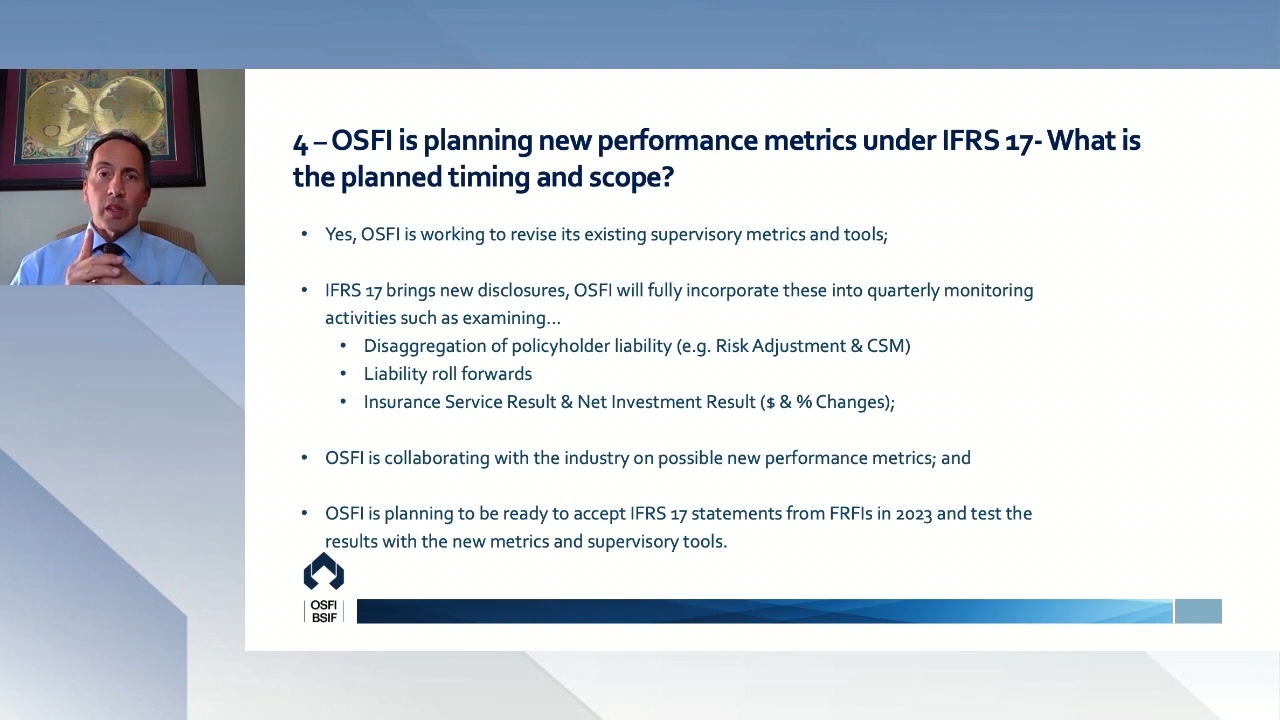 4 – OSFI is planning new performance metrics under IFRS 17- What is
the planned timing and scope?
• Yes, OSFI is working to revise its existing supervisory metrics and tools;
• IFRS 17 brings new disclosures, OSFI will fully incorporate these into quarterly monitoring
activities such as examining...
• Disaggregation of policyholder liability (e.g. Risk Adjustment & CSM)
• Liability roll forwards
• Insurance Service Result & Net Investment Result ($ & % Changes);
• OSFI is collaborating with the industry on possible new performance metrics; and
• OSFI is planning to be ready to accept IFRS 17 statements from FRFIs in 2023 and test the
results with the new metrics and supervisory tools.
OSFI
BSIF